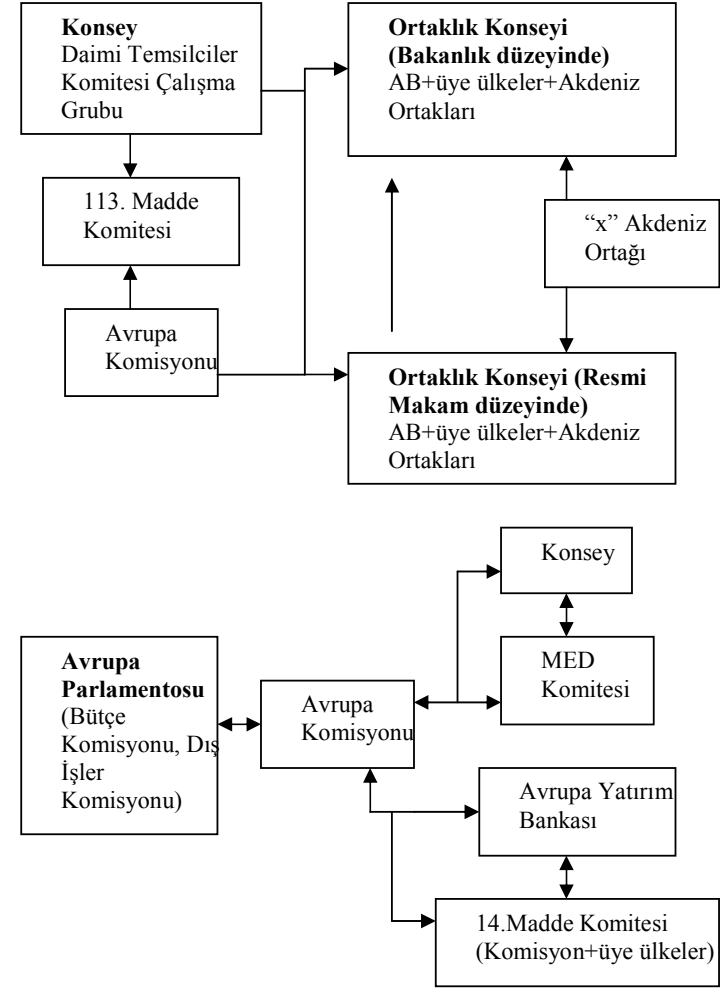 Konsey
Daimi Temsilciler
Komitesi Çalışma
Grubu
Ortaklık Konseyi
(Bakanlık düzeyinde)
AB+üye ülkeler+Akdeniz
Ortakları
113. Madde
Komitesi
“x” Akdeniz
Ortağı
Avrupa
Komisyonu
Ortaklık Konseyi (Resmi
Makam düzeyinde)
AB+üye ülkeler+Akdeniz
Ortakları
Konsey
MED
Komitesi
Avrupa
Parlamentosu
(Bütçe
Komisyonu, Dış
İşler
Komisyonu)
Avrupa
Komisyonu
Avrupa Yatırım
Bankası
14.Madde Komitesi
(Komisyon+üye ülkeler)